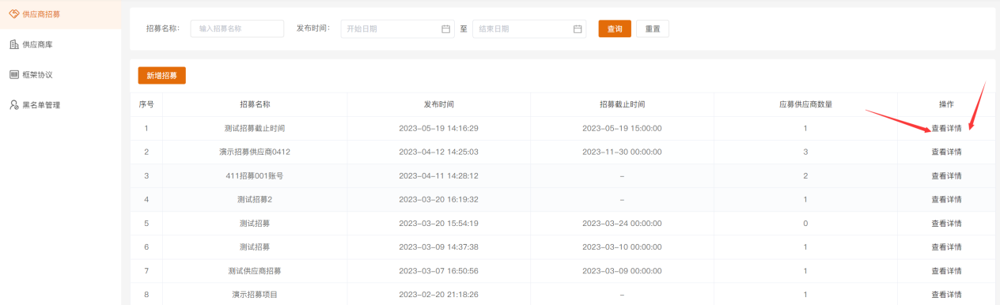 供应商招募
供应商库
框架协议
黑名单管理
招募名称： 输入招募名称 发布时间： 开始日期 至 结束日期 查询 重置
新增招募
序号 招募名称 发布时间 招募截止时间 应募供应商数量 操作
1 测试招募截止时间 2023-05-19 14:16:29 2023-05-19 15:00:00 1 查看详情
2 演示招募供应商0412 2023-04-12 14:25:03 2023-11-30 00:00:00 3 查看详情
3 411招募001账号 2023-04-11 14:28:12 - 2 查看详情
4 测试招募2 2023-03-20 16:19:32 - 1 查看详情
5 测试招募 2023-03-20 15:54:19 2023-03-24 00:00:00 0 查看详情
6 测试招募 2023-03-09 14:37:38 2023-03-10 00:00:00 1 查看详情
7 测试供应商招募 2023-03-07 16:50:56 2023-03-09 00:00:00 1 查看详情
8 演示招募项目 2023-02-20 21:18:26 - 1 查看详情